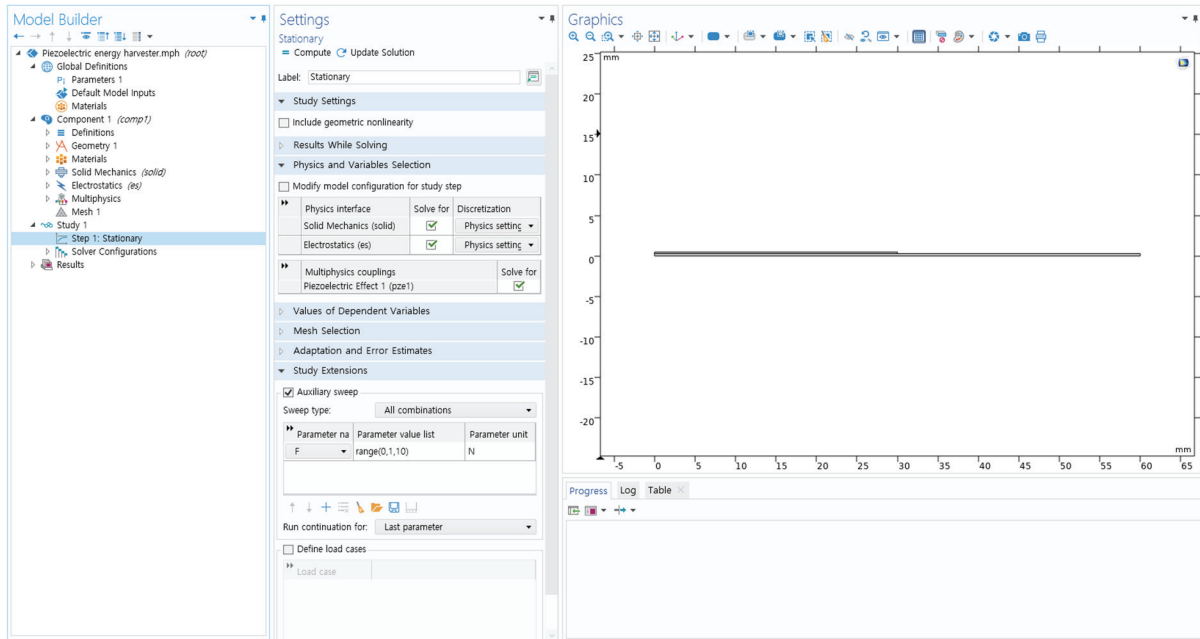 Model Builder
Piezoelectric energy harvester.mph (root)
Global Definitions
Pi Parameters 1
Default Model Inputs
Materials
Component 1 (comp1)
Definitions
Geometry 1
Materials
Solid Mechanics (solid)
Electrostatics (es)
Multiphysics
Mesh 1
Study 1
Step 1: Stationary
Solver Configurations
Results
Settings
Stationary
= Compute Update Solution
Label: Stationary
Study Settings
Include geometric nonlinearity
Results While Solving
Physics and Variables Selection
Modify model configuration for study step
Physics interface Solve for Discretization
Solid Mechanics (solid) Physics setting
Electrostatics (es) Physics setting
Multiphysics couplings Solve for
Piezoelectric Effect 1 (pze1)
Values of Dependent Variables
Mesh Selection
Adaptation and Error Estimates
Study Extensions
Auxiliary sweep
Sweep type: All combinations
Parameter na Parameter value list Parameter unit
F range(0,1,10) N
Run continuation for: Last parameter
Define load cases
Load case
Graphics
25 mm
20
15
10
5
0
-5
-10
-15
-20
mm
-5 0 5 10 15 20 25 30 35 40 45 50 55 60 65
Progress Log Table